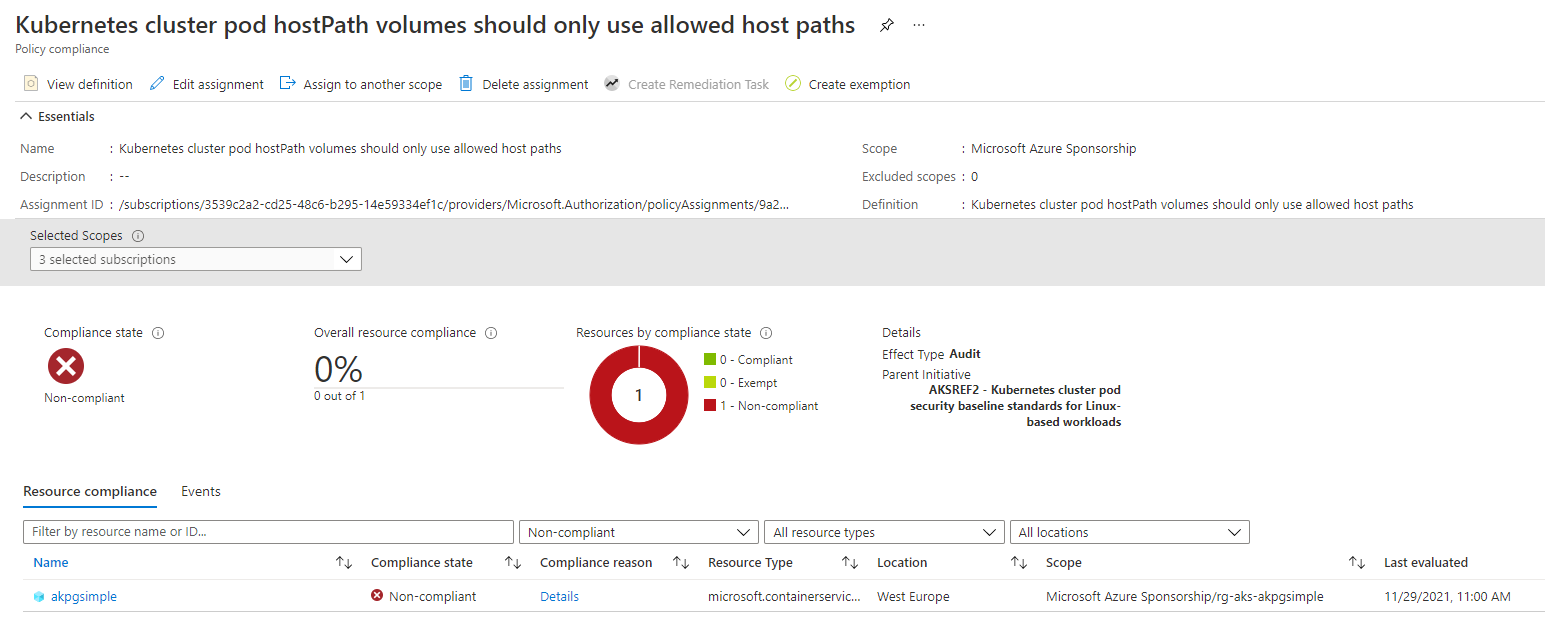 Kubernetes cluster pod hostPath volumes should only use allowed host paths ...
Policy compliance
View definition Edit assignment Assign to another scope Delete assignment Create Remediation Task Create exemption
Essentials
Name : Kubernetes cluster pod hostPath volumes should only use allowed host paths
Scope : Microsoft Azure Sponsorship
Description : --
Excluded scopes : 0
Assignment ID : /subscriptions/3539c2a2-cd25-48c6-b295-14e59334ef1c/providers/Microsoft.Authorization/policyAssignments/9a2...
Definition : Kubernetes cluster pod hostPath volumes should only use allowed host paths
Selected Scopes
3 selected subscriptions
Compliance state
Non-compliant
Overall resource compliance
0%
0 out of 1
Resources by compliance state
1
0 - Compliant
0 - Exempt
1 - Non-compliant
Details
Effect Type Audit
Parent Initiative
AKSREF2 - Kubernetes cluster pod
security baseline standards for Linux-
based workloads
Resource compliance Events
Filter by resource name or ID... Non-compliant All resource types All locations
Name Compliance state Compliance reason Resource Type Location Scope Last evaluated
akpgsimple Non-compliant Details microsoft.containerservic... West Europe Microsoft Azure Sponsorship/rg-aks-akpgsimple 11/29/2021, 11:00 AM